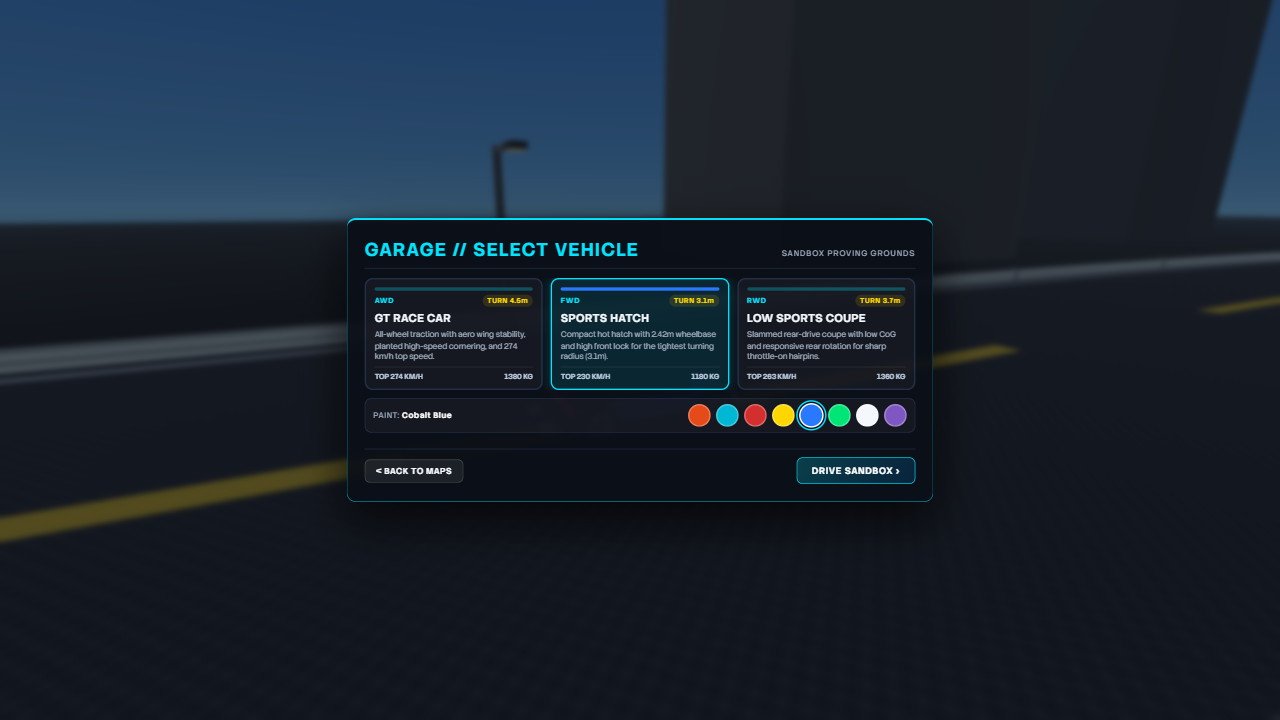 GARAGE // SELECT VEHICLE
SANDBOX PROVING GROUNDS
AWD
TURN 4.5m
GT RACE CAR
All-wheel traction with aero wing stability,
planted high-speed cornering, and 274
km/h top speed.
TOP 274 KM/H
1380 KG
FWD
TURN 3.1m
SPORTS HATCH
Compact hot hatch with 2.42m wheelbase
and high front lock for the tightest turning
radius (3.1m).
TOP 230 KM/H
1180 KG
RWD
TURN 3.7m
LOW SPORTS COUPE
Slammed rear-drive coupe with low CoG
and responsive rear rotation for sharp
throttle-on hairpins.
TOP 263 KM/H
1360 KG
PAINT: Cobalt Blue
< BACK TO MAPS
DRIVE SANDBOX ›